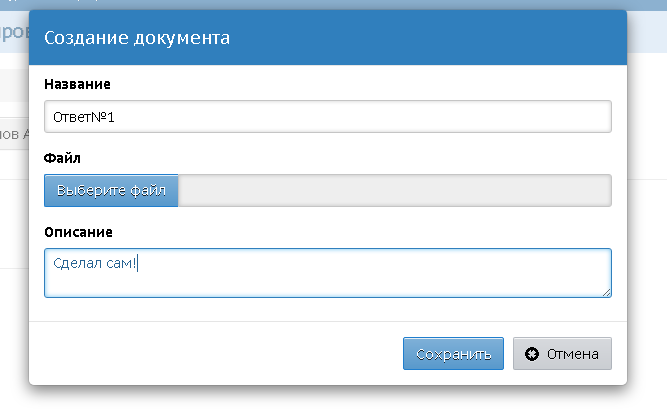 Создание документа
Название
Ответ№1
Файл
Выберите файл
Описание
Сделал сам!
Сохранить
Отмена